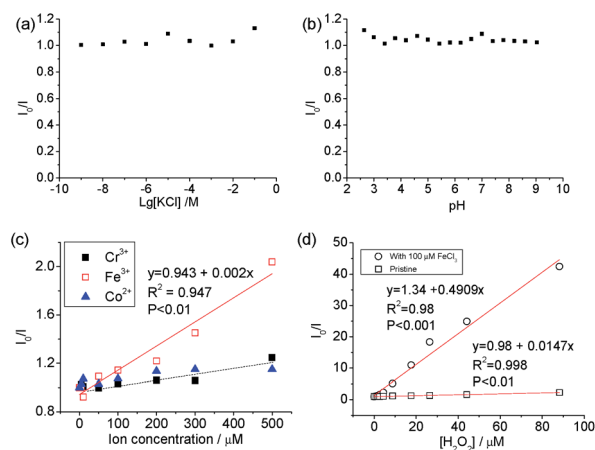 (a)
1.2
1.0
0.8
0.6
0.4
0.2
0.0
I₀/I
-10 -8 -6 -4 -2 0
Lg[KCl] /M
(b)
1.2
1.0
0.8
0.6
0.4
0.2
0.0
I₀/I
2 3 4 5 6 7 8 9 10
pH
(c)
Cr³⁺
Fe³⁺
Co²⁺
y=0.943 + 0.002x
R² = 0.947
P<0.01
2.4
2.0
1.6
1.2
0.8
I₀/I
0 100 200 300 400 500
Ion concentration / μM
(d)
With 100 μM FeCl₃
Pristine
y=1.34 +0.4909x
R²=0.98
P<0.001
y=0.98 + 0.0147x
R²=0.998
P<0.01
50
40
30
20
10
0
I₀/I
0 20 40 60 80 100
[H₂O₂] / μM